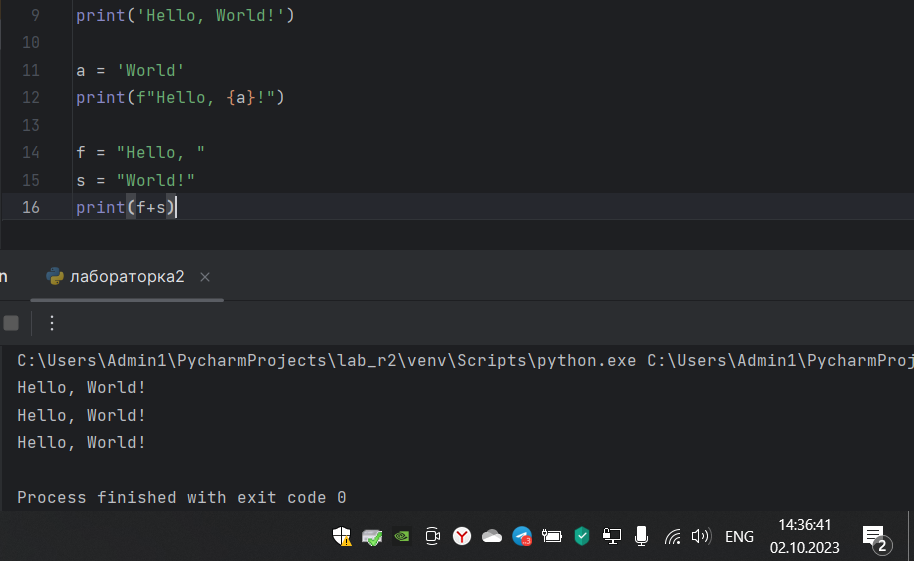 9 print('Hello, World!')
10
11 a = 'World'
12 print(f"Hello, {a}!")
13
14 f = "Hello, "
15 s = "World!"
16 print(f+s)
n лабораторка2 ×
C:\Users\Admin1\PycharmProjects\lab_r2\venv\Scripts\python.exe C:\Users\Admin1\PycharmProj
Hello, World!
Hello, World!
Hello, World!
Process finished with exit code 0
ENG 14:36:41 2
02.10.2023